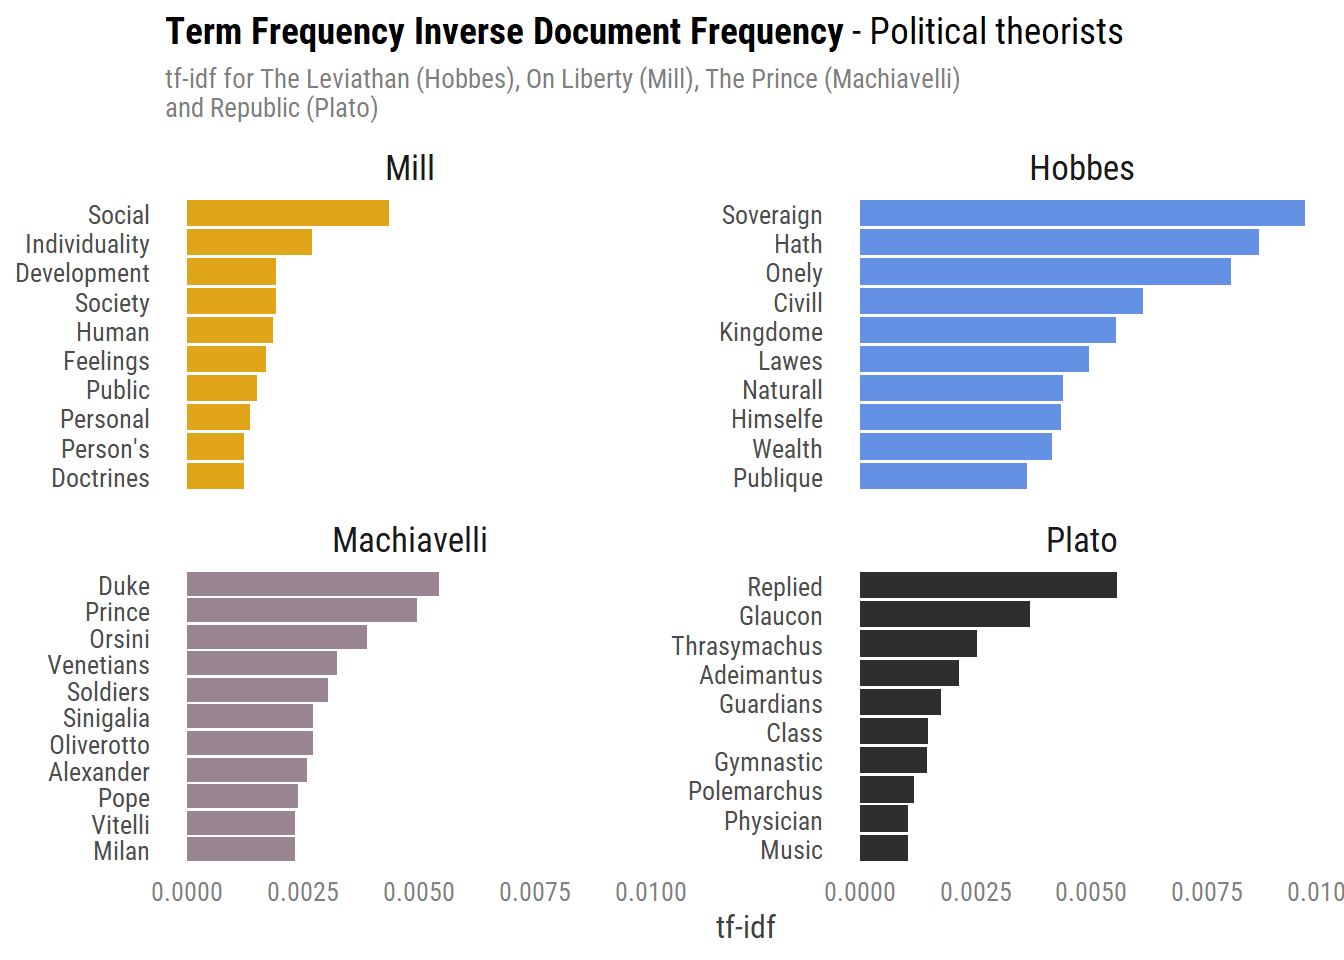 Term Frequency Inverse Document Frequency - Political theorists
tf-idf for The Leviathan (Hobbes), On Liberty (Mill), The Prince (Machiavelli)
and Republic (Plato)
Mill
Social
Individuality
Development
Society
Human
Feelings
Public
Personal
Person's
Doctrines
Hobbes
Soveraign
Hath
Onely
Civill
Kingdome
Lawes
Naturall
Himselfe
Wealth
Publique
Machiavelli
Duke
Prince
Orsini
Venetians
Soldiers
Sinigalia
Oliverotto
Alexander
Pope
Vitelli
Milan
Plato
Replied
Glaucon
Thrasymachus
Adeimantus
Guardians
Class
Gymnastic
Polemarchus
Physician
Music
0.0000 0.0025 0.0050 0.0075 0.0100
0.0000 0.0025 0.0050 0.0075 0.010
tf-idf